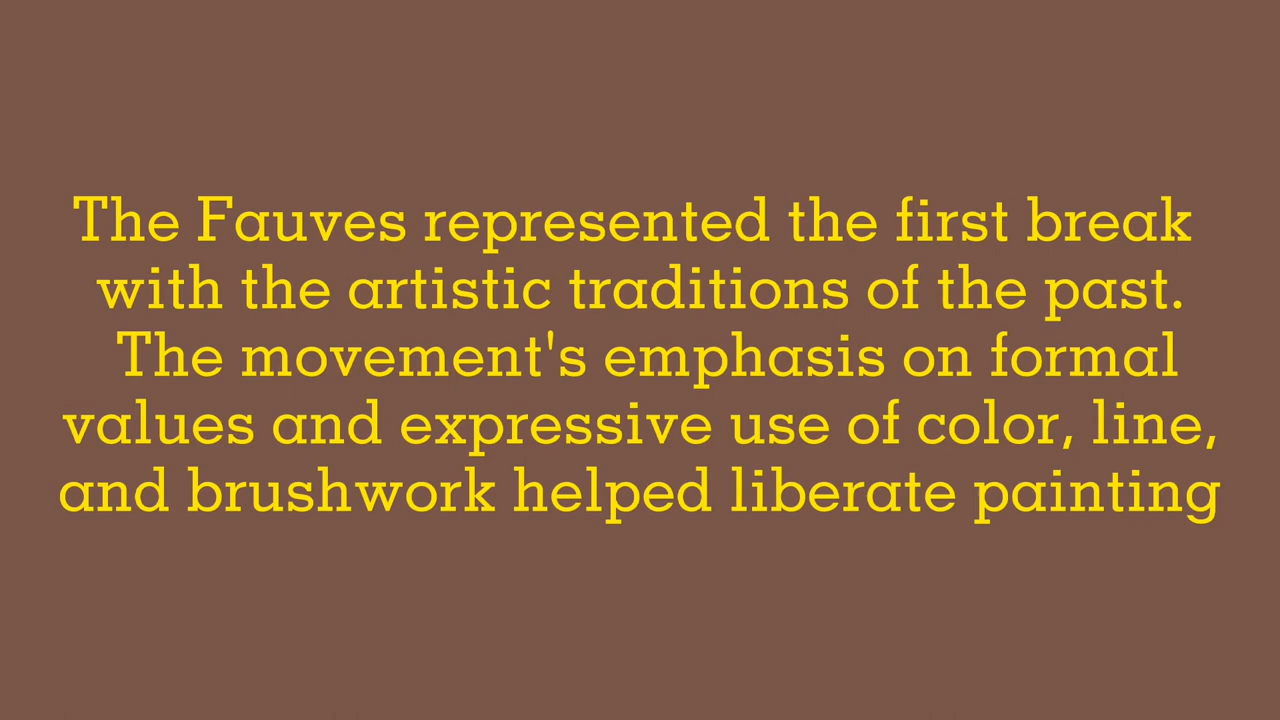 The Fauves represented the first break
with the artistic traditions of the past.
The movement's emphasis on formal
values and expressive use of color, line,
and brushwork helped liberate painting